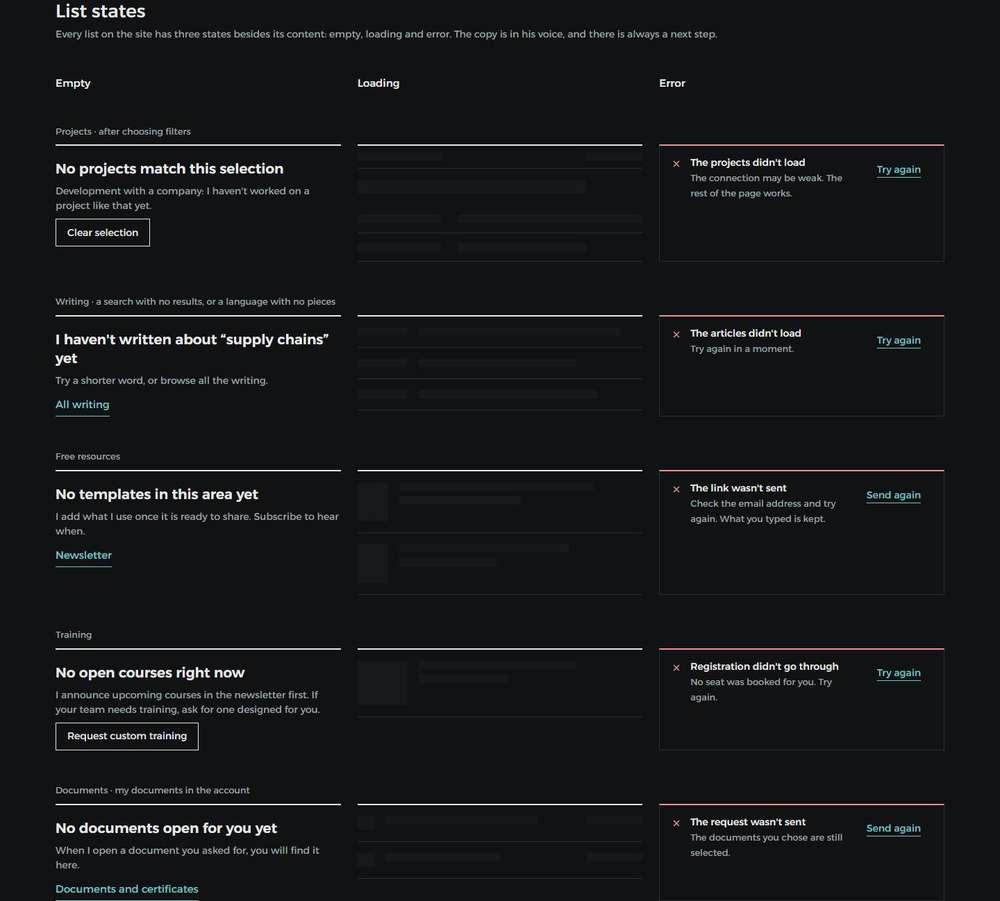 List states
Every list on the site has three states besides its content: empty, loading and error. The copy is in his voice, and there is always a next step.
Empty
Loading
Error
Projects · after choosing filters
No projects match this selection
Development with a company: I haven't worked on a
project like that yet.
Clear selection
The projects didn't load
The connection may be weak. The
rest of the page works.
Try again
Writing · a search with no results, or a language with no pieces
I haven't written about “supply chains”
yet
Try a shorter word, or browse all the writing.
All writing
The articles didn't load
Try again in a moment.
Try again
Free resources
No templates in this area yet
I add what I use once it is ready to share. Subscribe to hear
when.
Newsletter
The link wasn't sent
Check the email address and try
again. What you typed is kept.
Send again
Training
No open courses right now
I announce upcoming courses in the newsletter first. If
your team needs training, ask for one designed for you.
Request custom training
Registration didn't go through
No seat was booked for you. Try
again.
Try again
Documents · my documents in the account
No documents open for you yet
When I open a document you asked for, you will find it
here.
Documents and certificates
The request wasn't sent
The documents you chose are still
selected.
Send again